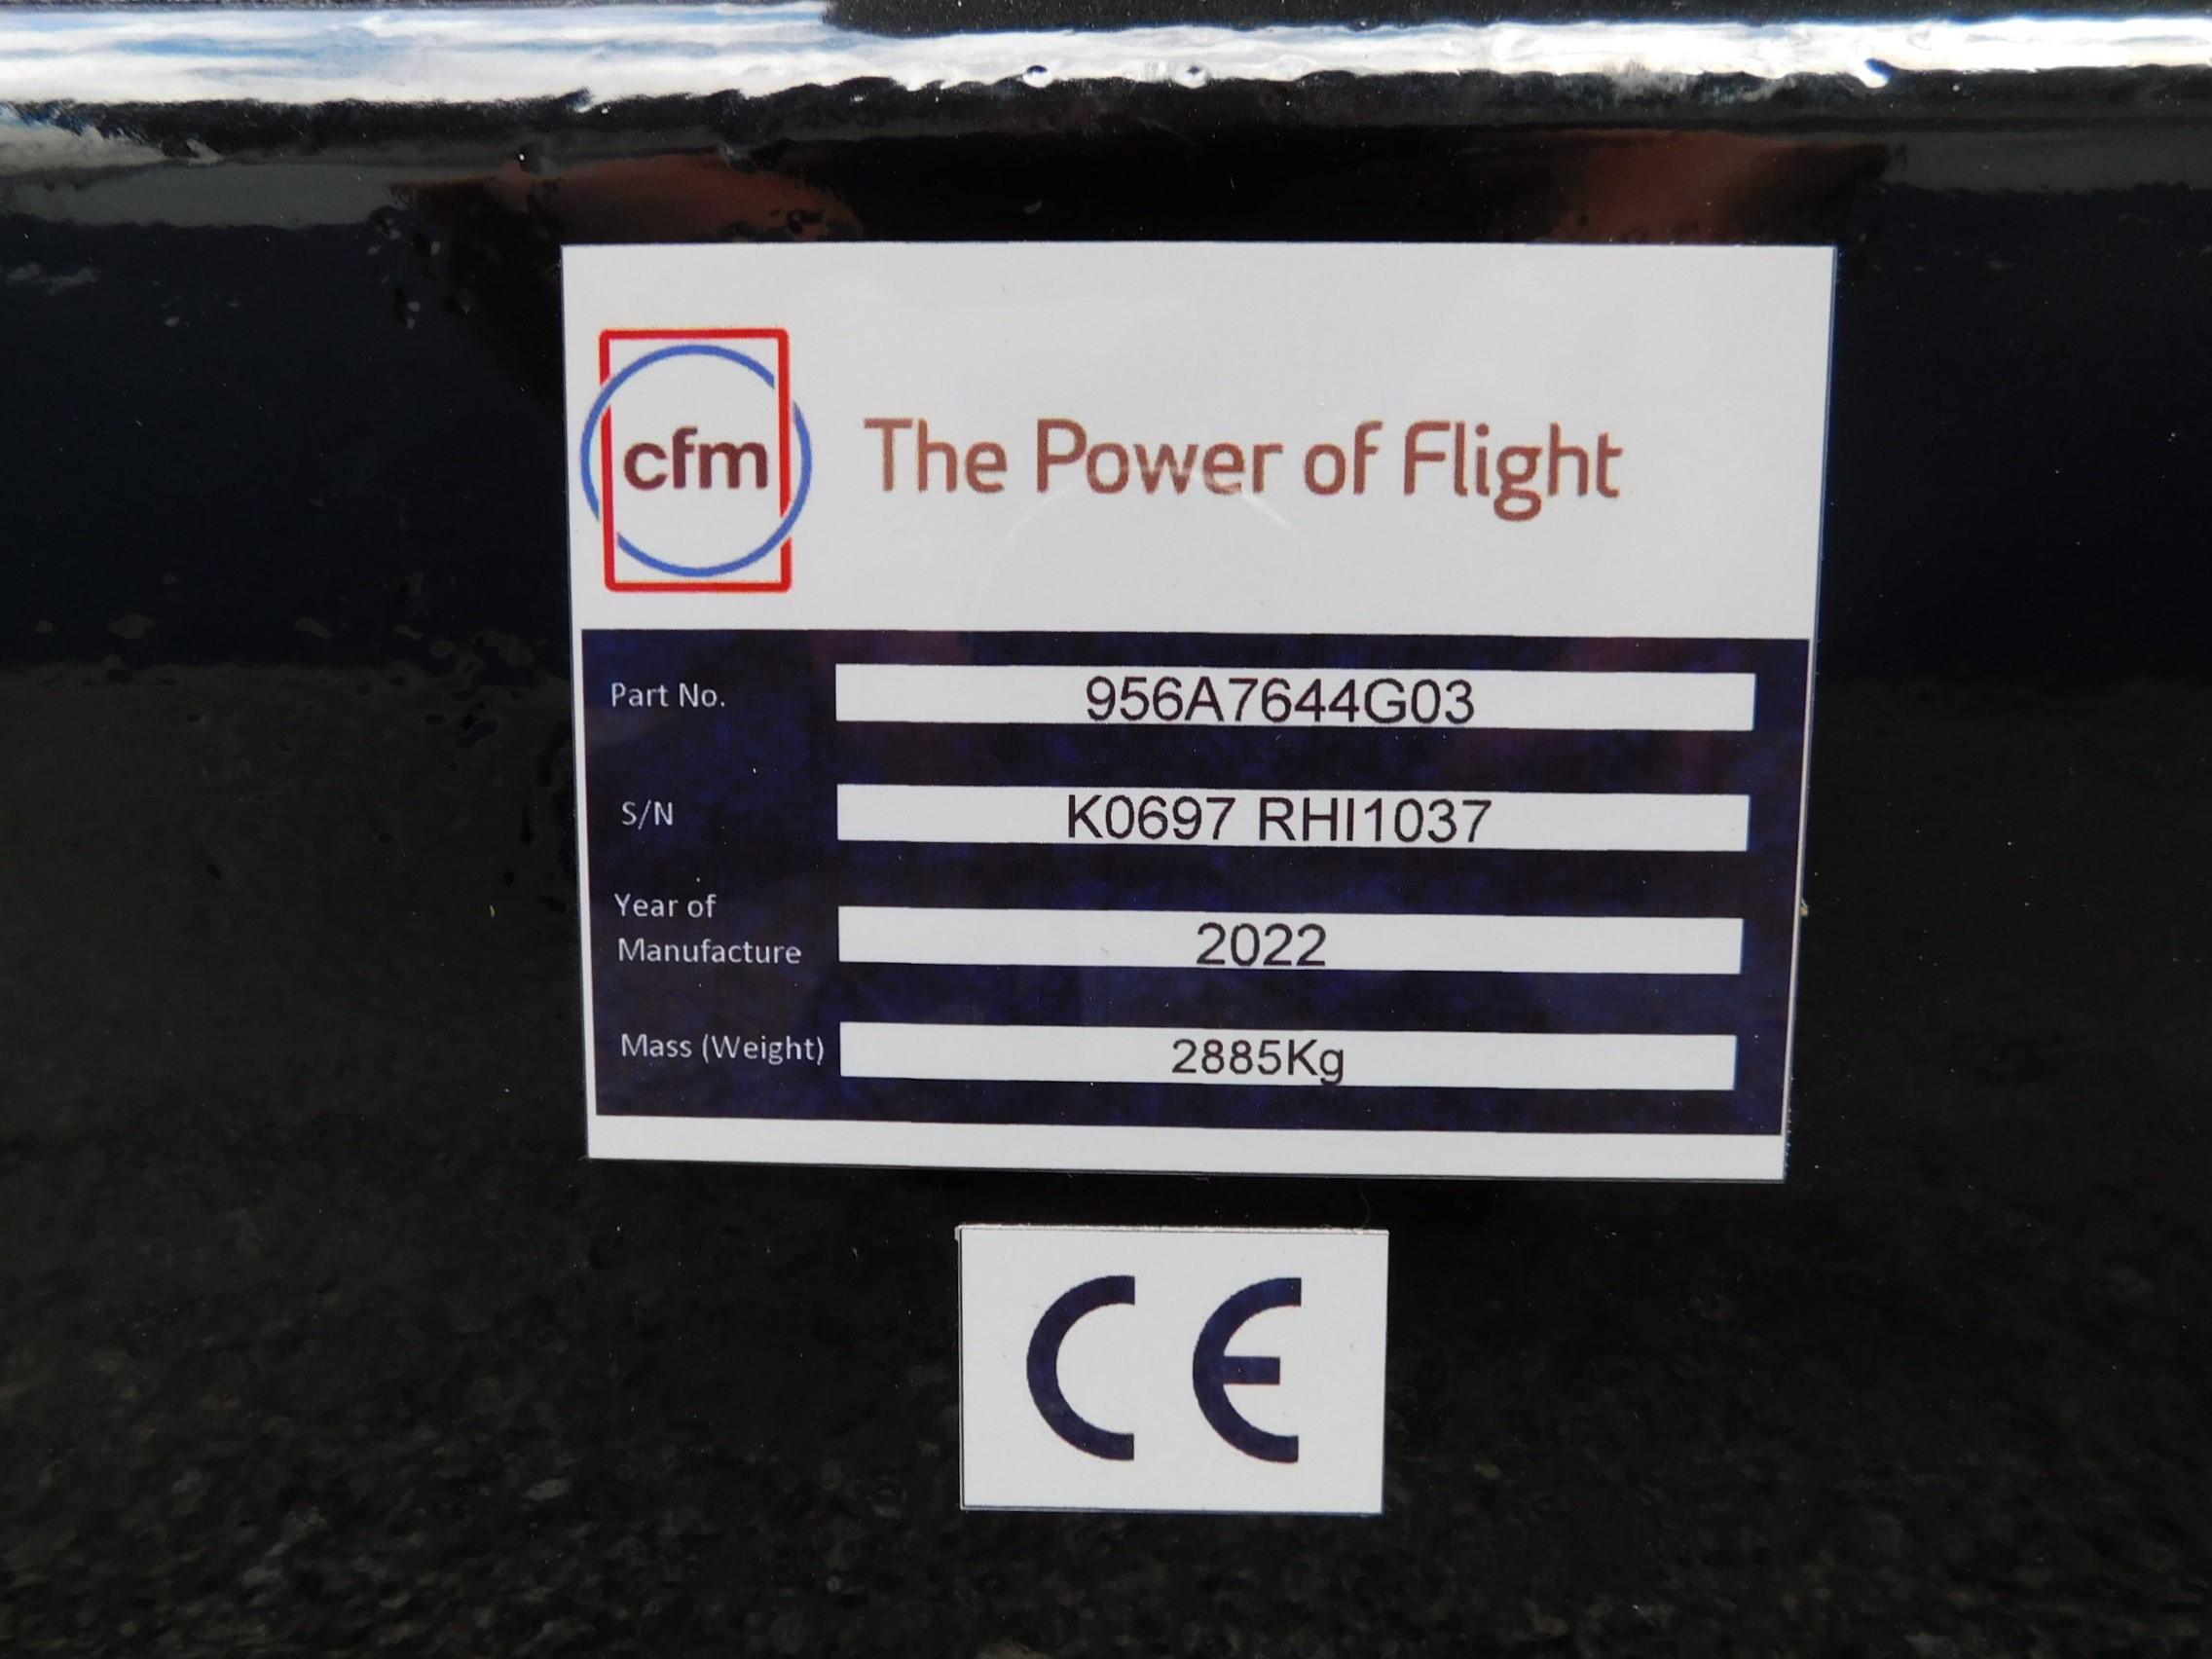 cfm The Power of Flight
Part No. 956A7644G03
S/N K0697 RHI1037
Year of
Manufacture 2022
Mass (Weight) 2885Kg
CE